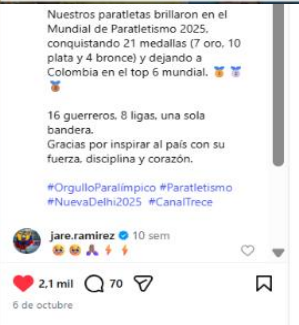 Nuestros paratletas brillaron en el
Mundial de Paratletismo 2025,
conquistando 21 medallas (7 oro, 10
plata y 4 bronce) y dejando a
Colombia en el top 6 mundial. 🥇🥈
🥉
16 guerreros, 8 ligas, una sola
bandera.
Gracias por inspirar al país con su
fuerza, disciplina y corazón.
#OrgulloParalímpico #Paratletismo
#NuevaDelhi2025 #CanalTrece
jare.ramirez 10 sem
🥹🥹🙏🏾⚡⚡
2,1 mil 70
6 de octubre